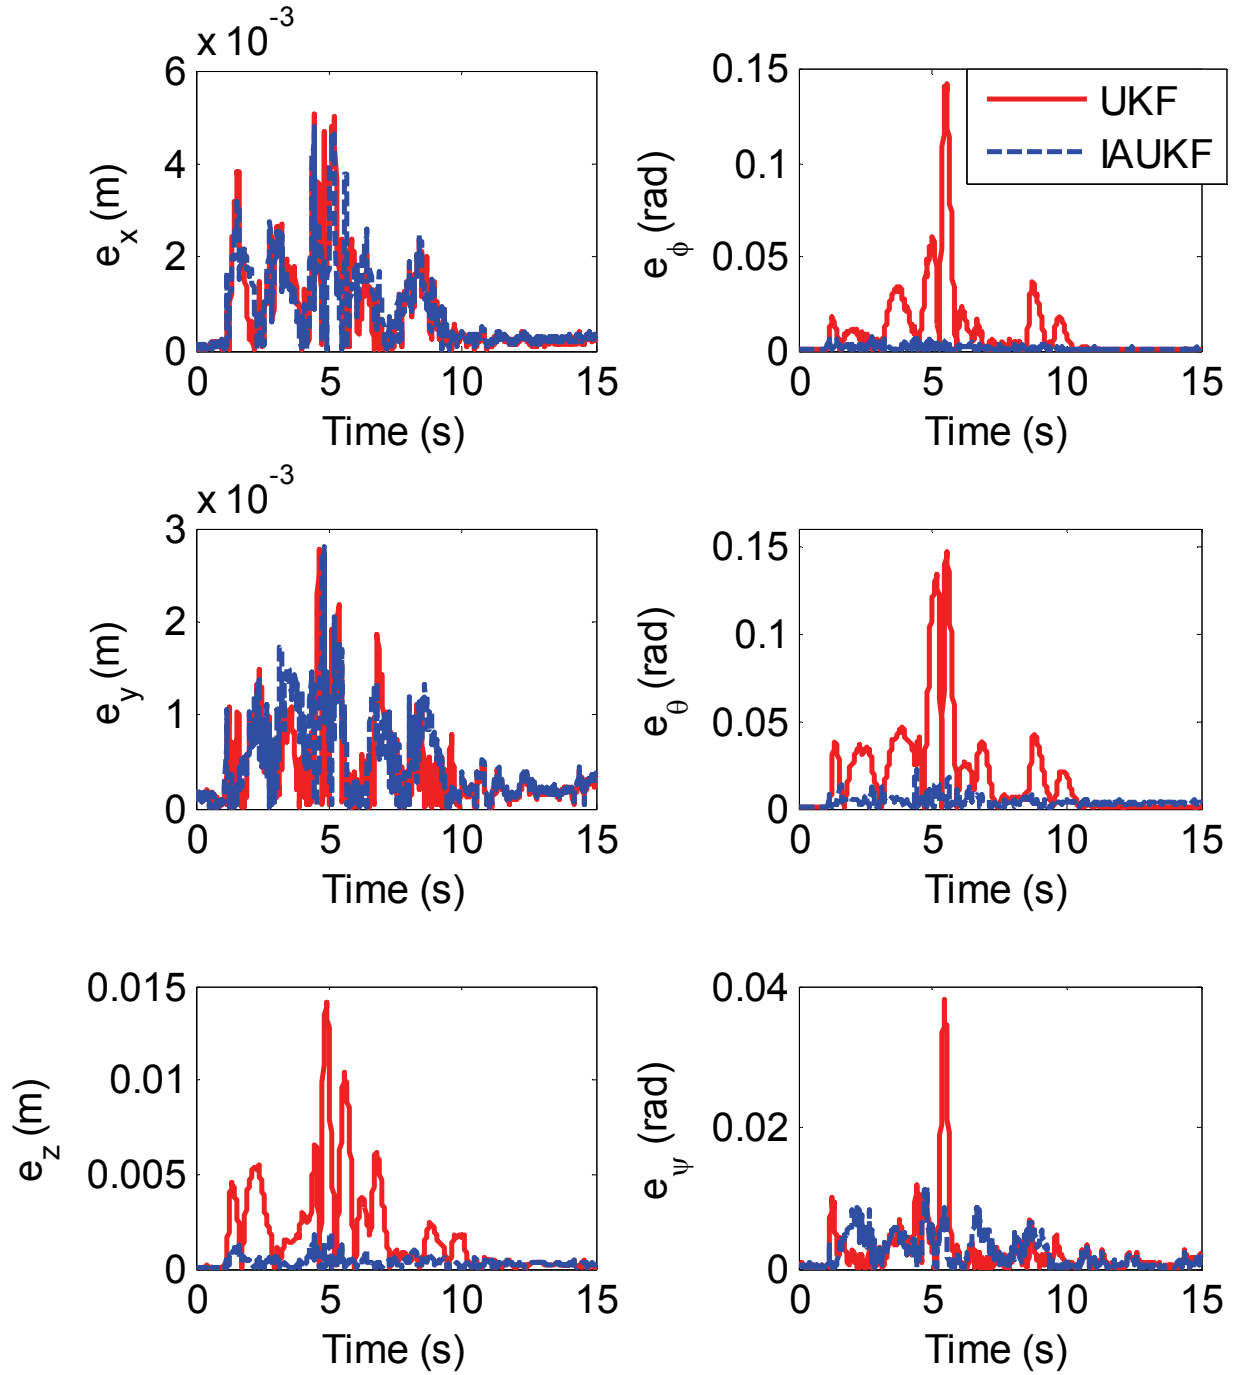 x 10^-3
6
4
2
0
0 5 10 15
e_x (m)
Time (s)
0.15
0.1
0.05
0
0 5 10 15
e_ϕ (rad)
Time (s)
UKF
IAUKF
x 10^-3
3
2
1
0
0 5 10 15
e_y (m)
Time (s)
0.15
0.1
0.05
0
0 5 10 15
e_θ (rad)
Time (s)
0.015
0.01
0.005
0
0 5 10 15
e_z (m)
Time (s)
0.04
0.02
0
0 5 10 15
e_ψ (rad)
Time (s)